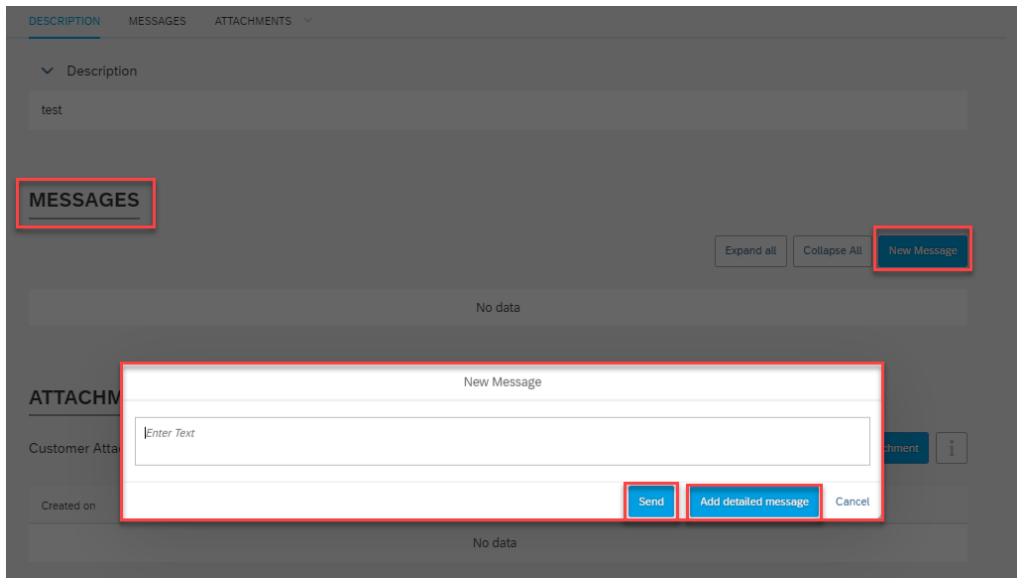 DESCRIPTION MESSAGES ATTACHMENTS
Description
test
MESSAGES
Expand all Collapse All New Message
No data
New Message
ATTACHM
Enter Text
Customer Atta chment i
Send Add detailed message Cancel
Created on
No data